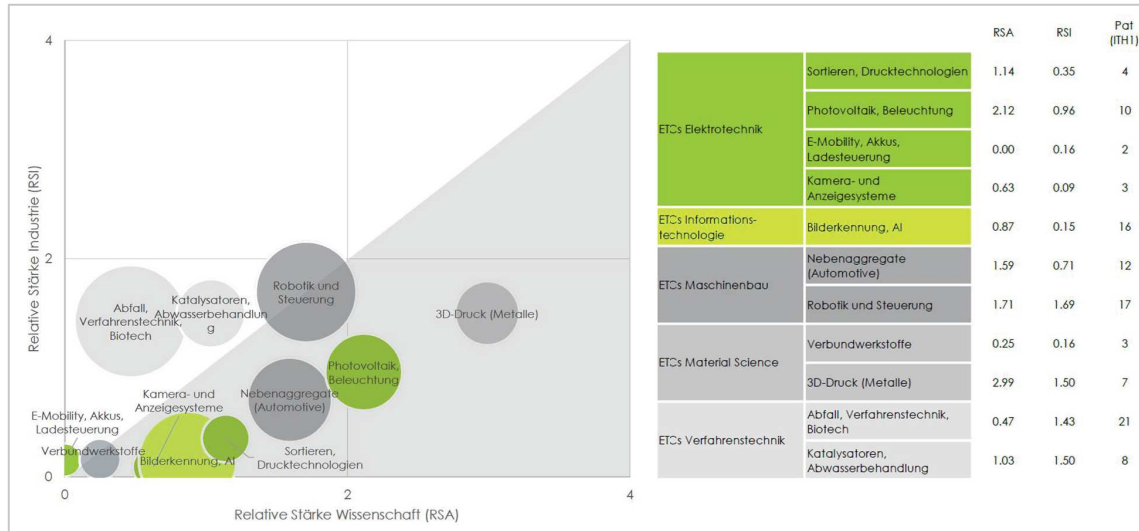 4
2
0
0
2
4
Relative Stärke Industrie (RSI)
Relative Stärke Wissenschaft (RSA)
Abfall,
Verfahrenstechnik,
Biotech
Katalysatoren,
Abwasserbehandlun
g
Robotik und
Steuerung
3D-Druck (Metalle)
Photovoltaik,
Beleuchtung
Nebenaggregate
(Automotive)
Kamera- und
Anzeigesysteme
E-Mobility, Akkus,
Ladesteuerung
Verbundwerkstoffe
Bilderkennung, AI
Sortieren,
Drucktechnologien
RSA RSI Pat
(ITH1)
ETCs Elektrotechnik
Sortieren, Drucktechnologien 1.14 0.35 4
Photovoltaik, Beleuchtung 2.12 0.96 10
E-Mobility, Akkus,
Ladesteuerung 0.00 0.16 2
Kamera- und
Anzeigesysteme 0.63 0.09 3
ETCs Informations-
technologie
Bilderkennung, AI 0.87 0.15 16
ETCs Maschinenbau
Nebenaggregate
(Automotive) 1.59 0.71 12
Robotik und Steuerung 1.71 1.69 17
ETCs Material Science
Verbundwerkstoffe 0.25 0.16 3
3D-Druck (Metalle) 2.99 1.50 7
ETCs Verfahrenstechnik
Abfall, Verfahrenstechnik,
Biotech 0.47 1.43 21
Katalysatoren,
Abwasserbehandlung 1.03 1.50 8